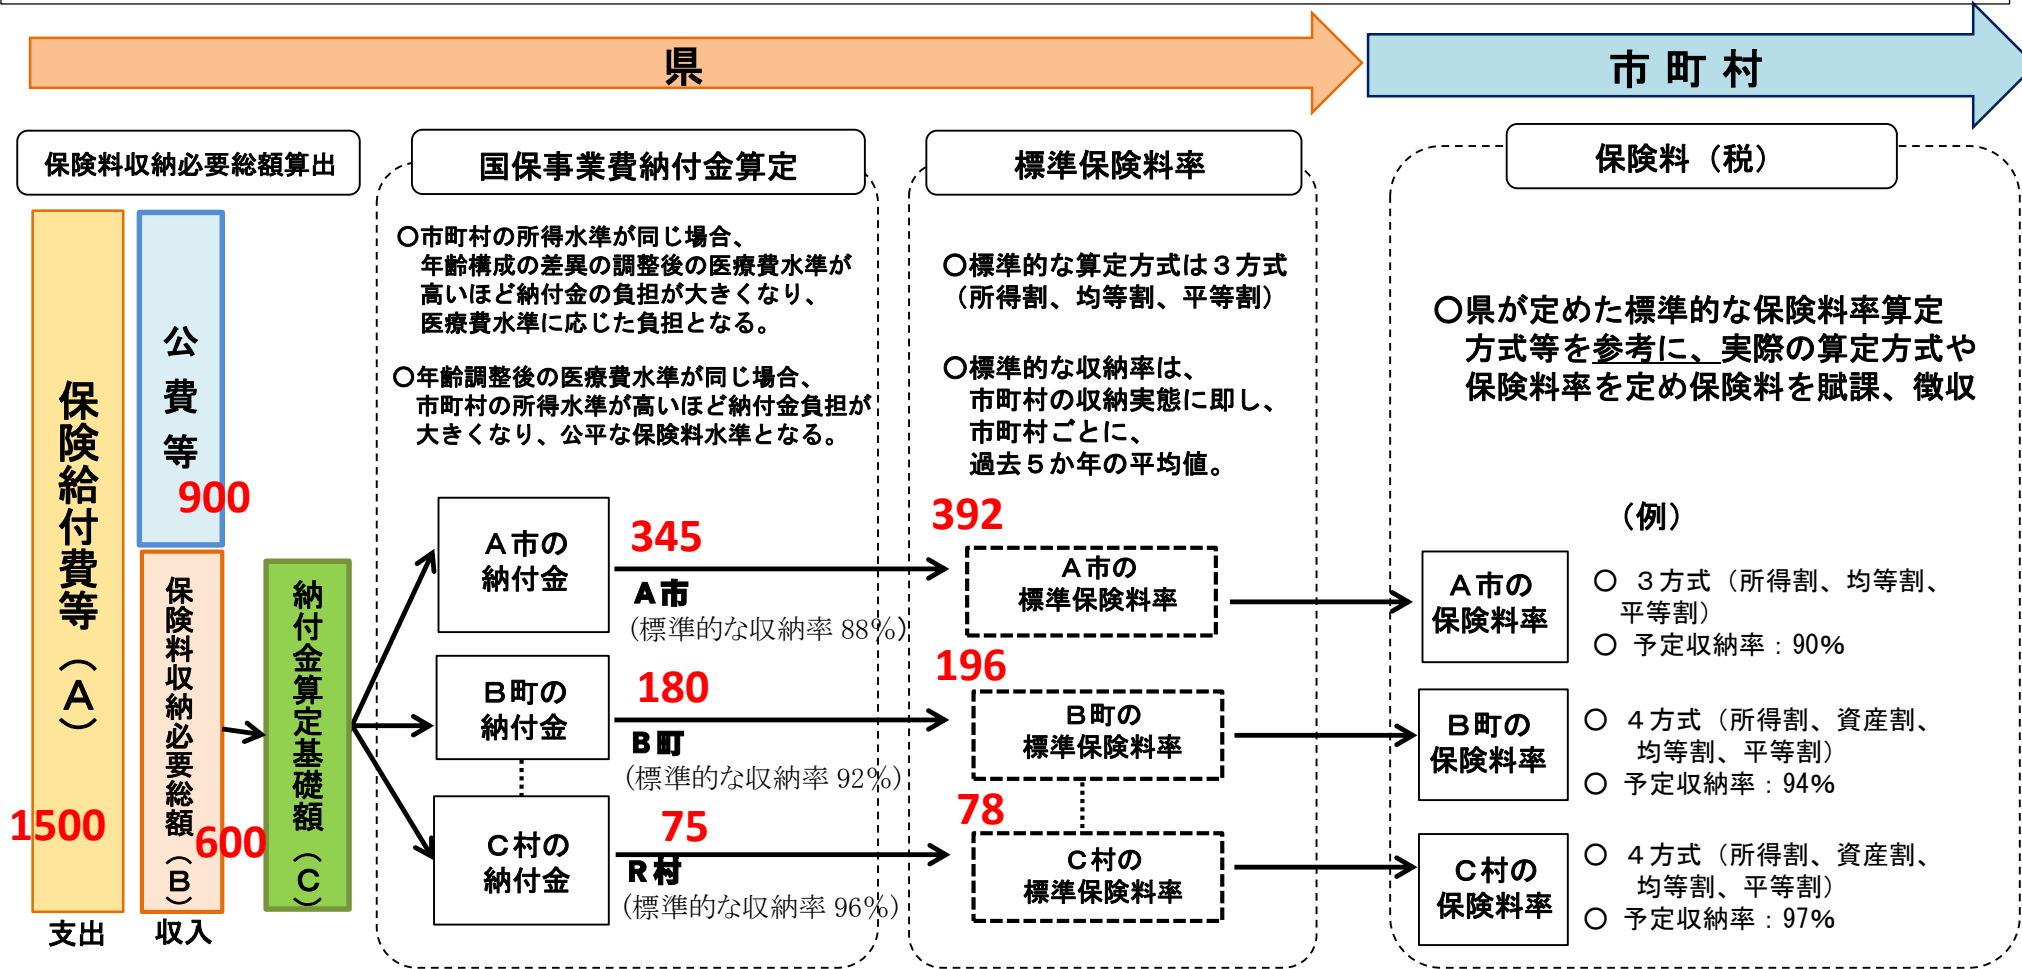 県
市町村
保険料収納必要総額算出
国保事業費納付金算定
標準保険料率
保険料（税）
保険給付費等（A）
1500
支出
公費等
900
保険料収納必要総額（B）
600
収入
納付金算定基礎額（C）
〇市町村の所得水準が同じ場合、
年齢構成の差異の調整後の医療費水準が
高いほど納付金の負担が大きくなり、
医療費水準に応じた負担となる。
〇年齢調整後の医療費水準が同じ場合、
市町村の所得水準が高いほど納付金負担が
大きくなり、公平な保険料水準となる。
A市の
納付金
345
A市
(標準的な収納率 88%)
B町の
納付金
180
B町
(標準的な収納率 92%)
C村の
納付金
75
R村
(標準的な収納率 96%)
〇標準的な算定方式は３方式
（所得割、均等割、平等割）
〇標準的な収納率は、
市町村の収納実態に即し、
市町村ごとに、
過去５か年の平均値。
392
A市の
標準保険料率
196
B町の
標準保険料率
78
C村の
標準保険料率
〇県が定めた標準的な保険料率算定
方式等を参考に、実際の算定方式や
保険料率を定め保険料を賦課、徴収
（例）
A市の
保険料率
〇 ３方式（所得割、均等割、
平等割）
〇 予定収納率：90%
B町の
保険料率
〇 ４方式（所得割、資産割、
均等割、平等割）
〇 予定収納率：94%
C村の
保険料率
〇 ４方式（所得割、資産割、
均等割、平等割）
〇 予定収納率：97%